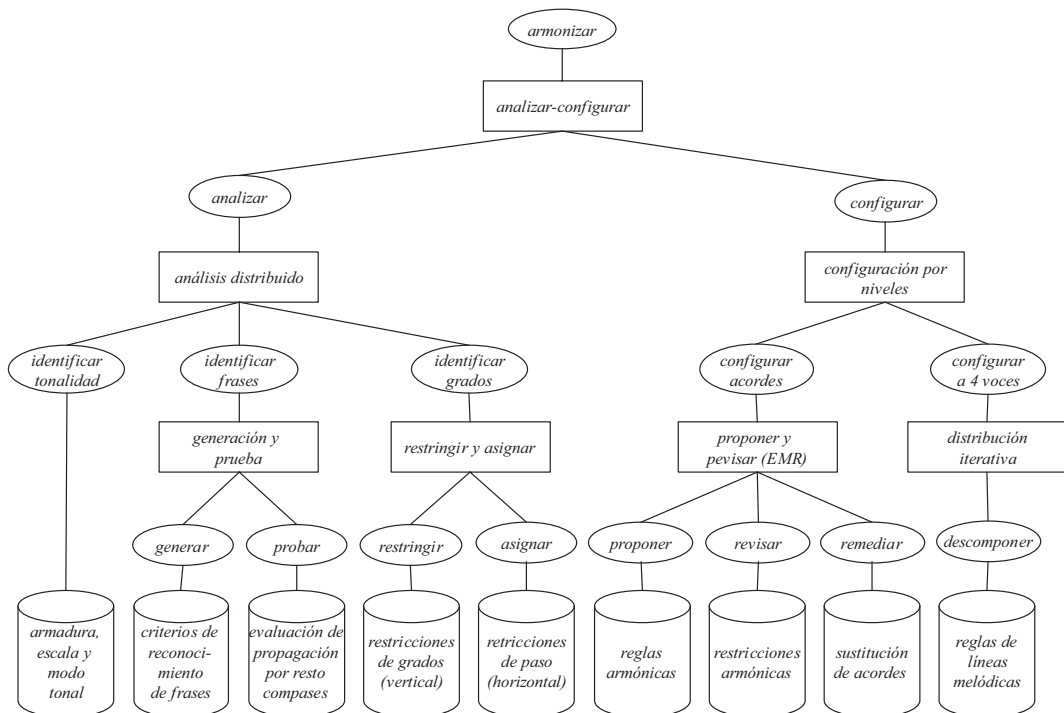 armonizar
analizar-configurar
analizar
configurar
análisis distribuido
configuración por
niveles
identificar
tonalidad
identificar
frases
identificar
grados
configurar
acordes
configurar
a 4 voces
generación y
prueba
restringir y asignar
proponer y
pevisar (EMR)
distribución
iterativa
generar
probar
restringir
asignar
proponer
revisar
remediar
descomponer
armadura,
escala y
modo
tonal
criterios de
reconoci-
miento
de frases
evaluación de
propagación
por resto
compases
restricciones
de grados
(vertical)
retricciones
de paso
(horizontal)
reglas
armónicas
restricciones
armónicas
sustitución
de acordes
reglas de
líneas
melódicas